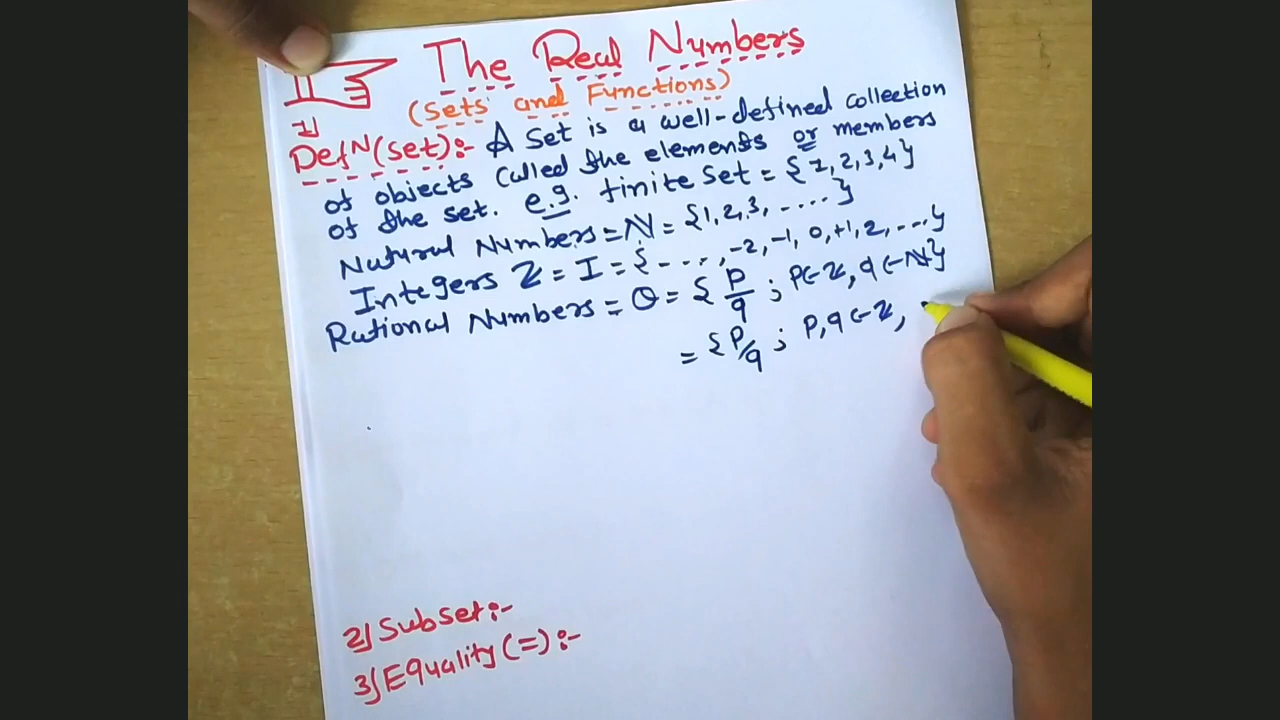 The Real Numbers
(Sets and Functions)
1)
Defᴺ(Set):- A Set is a well-defined collection
of objects called the elements or members
of the set. e.g. finite Set = {1, 2, 3, 4}
Natural Numbers = N = {1, 2, 3, .....}
Integers Z = I = {- ..., -2, -1, 0, +1, 2, ....}
Rational Numbers = Q = { p/q ; p ∈ Z, q ∈ N}
= { p/q ; p, q ∈ Z,
2) Subset:-
3) Equality (=):-